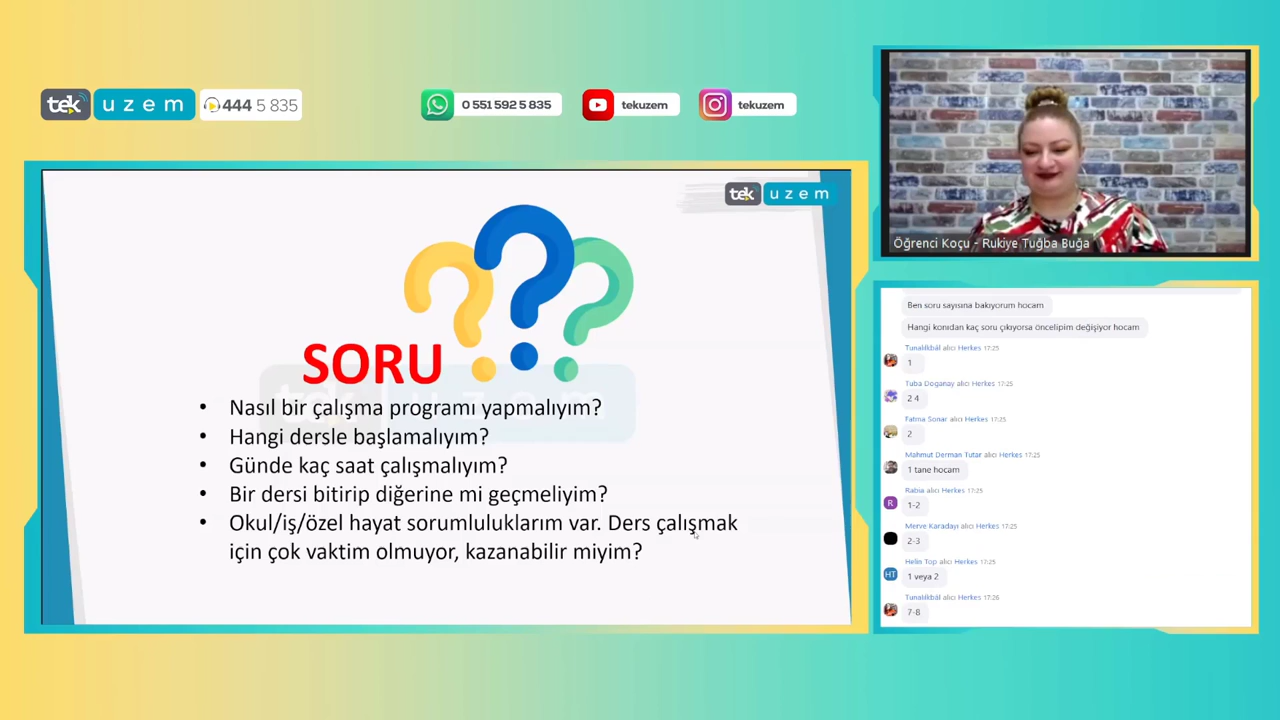 tek uzem 444 5 835
0 551 592 5 835
tekuzem
tekuzem
tek uzem
SORU
• Nasıl bir çalışma programı yapmalıyım?
• Hangi dersle başlamalıyım?
• Günde kaç saat çalışmalıyım?
• Bir dersi bitirip diğerine mi geçmeliyim?
• Okul/iş/özel hayat sorumluluklarım var. Ders çalışmak
için çok vaktim olmuyor, kazanabilir miyim?
Öğrenci Koçu - Rukiye Tuğba Buğa
Ben soru sayısına bakıyorum hocam
Hangi konıdan kaç soru çıkıyorsa öncelipim değişiyor hocam
Tunalıİkbâl alıcı Herkes 17:25
1
Tuba Doganay alıcı Herkes 17:25
2 4
Fatma Sonar alıcı Herkes 17:25
2
Mahmut Derman Tutar alıcı Herkes 17:25
1 tane hocam
R
Rabia alıcı Herkes 17:25
1-2
Merve Karadayı alıcı Herkes 17:25
2-3
HT
Helin Top alıcı Herkes 17:25
1 veya 2
Tunalıİkbâl alıcı Herkes 17:26
7-8